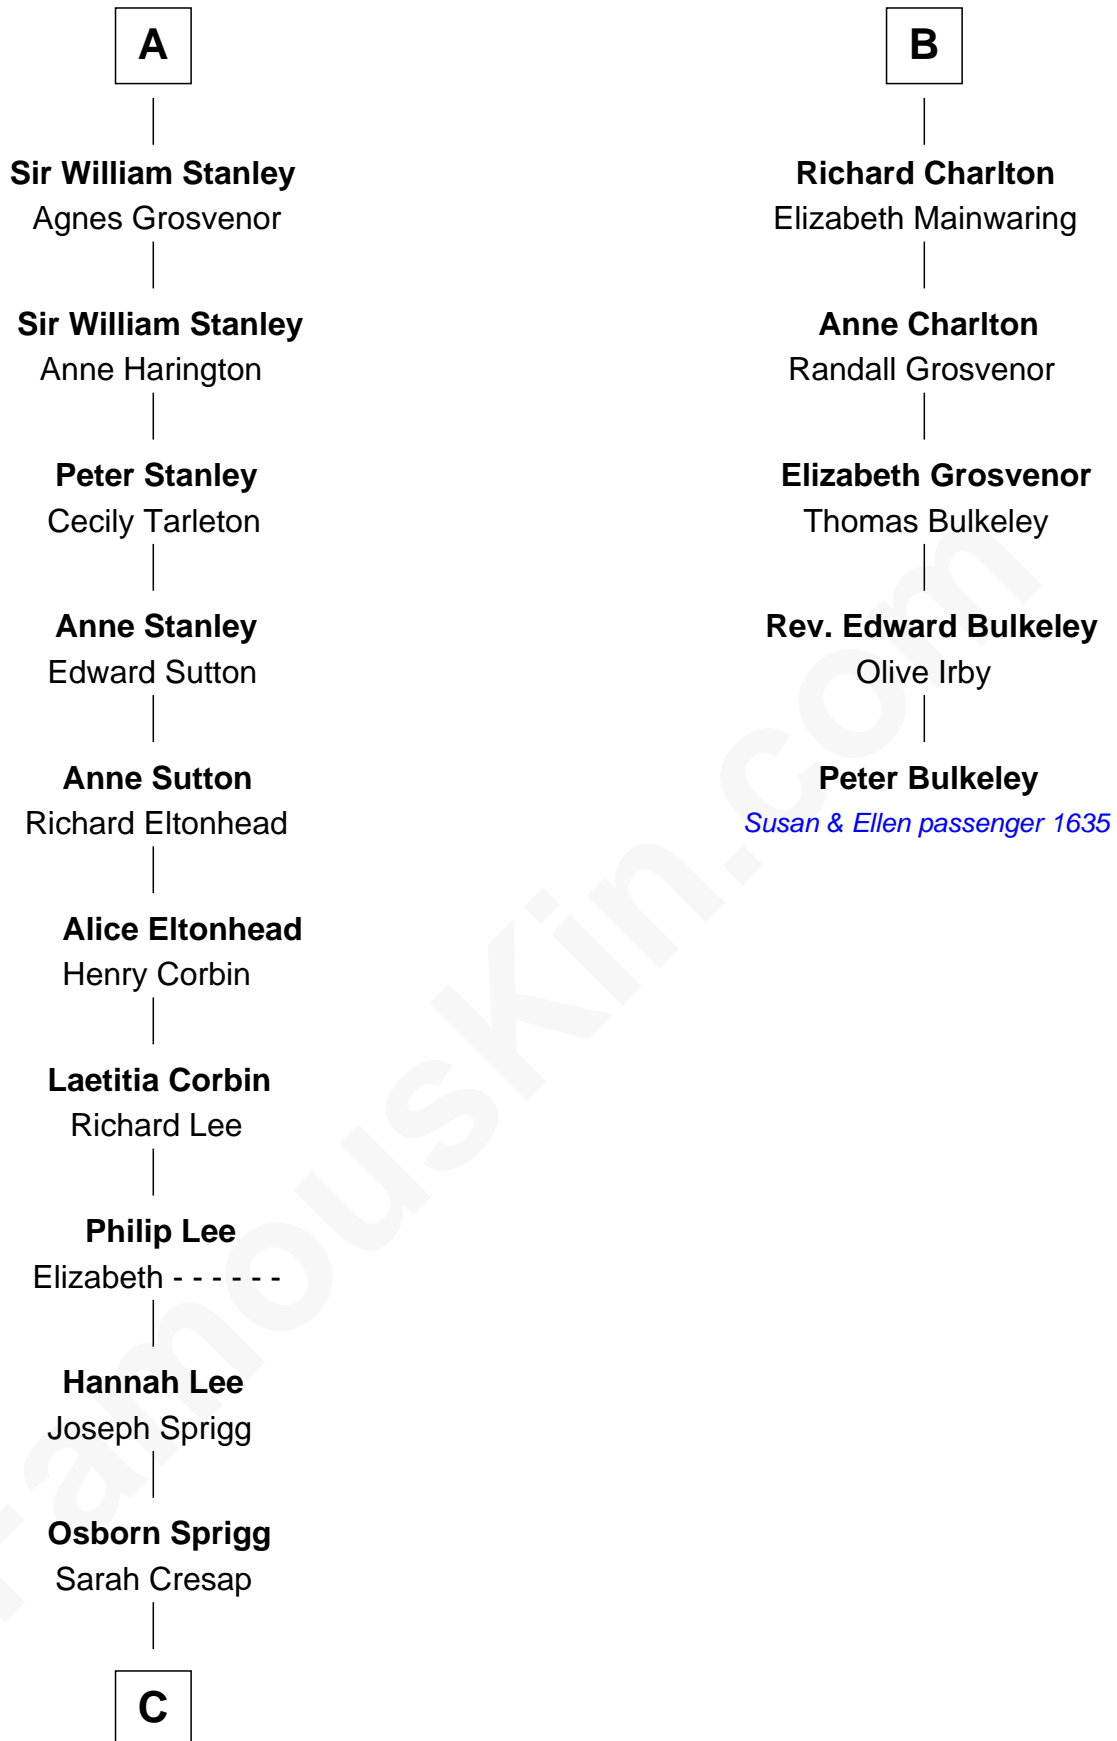 A
Sir William Stanley
Agnes Grosvenor
Sir William Stanley
Anne Harington
Peter Stanley
Cecily Tarleton
Anne Stanley
Edward Sutton
Anne Sutton
Richard Eltonhead
Alice Eltonhead
Henry Corbin
Laetitia Corbin
Richard Lee
Philip Lee
Elizabeth - - - - - -
Hannah Lee
Joseph Sprigg
Osborn Sprigg
Sarah Cresap
C
B
Richard Charlton
Elizabeth Mainwaring
Anne Charlton
Randall Grosvenor
Elizabeth Grosvenor
Thomas Bulkeley
Rev. Edward Bulkeley
Olive Irby
Peter Bulkeley
Susan & Ellen passenger 1635
FamousKin.com